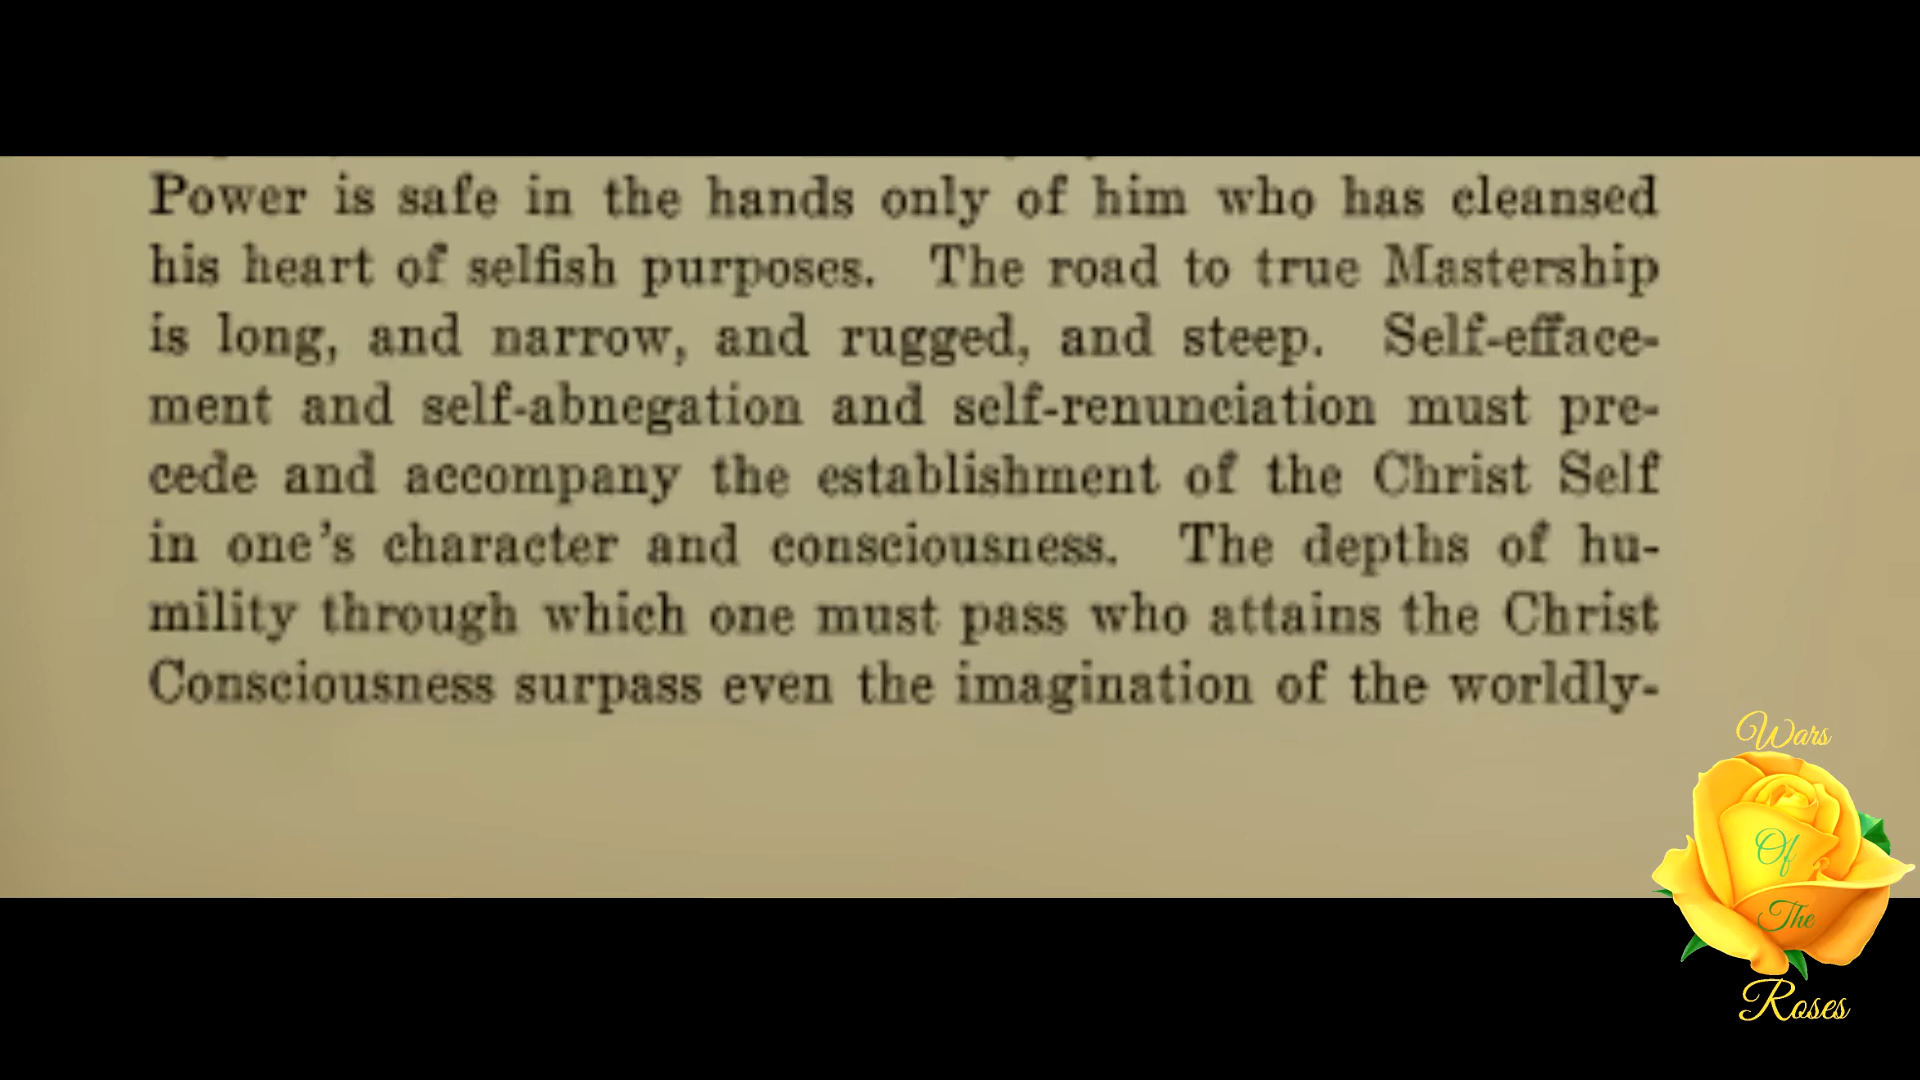 Power is safe in the hands only of him who has cleansed
his heart of selfish purposes. The road to true Mastership
is long, and narrow, and rugged, and steep. Self-efface-
ment and self-abnegation and self-renunciation must pre-
cede and accompany the establishment of the Christ Self
in one's character and consciousness. The depths of hu-
mility through which one must pass who attains the Christ
Consciousness surpass even the imagination of the worldly-
Wars
Of
The
Roses